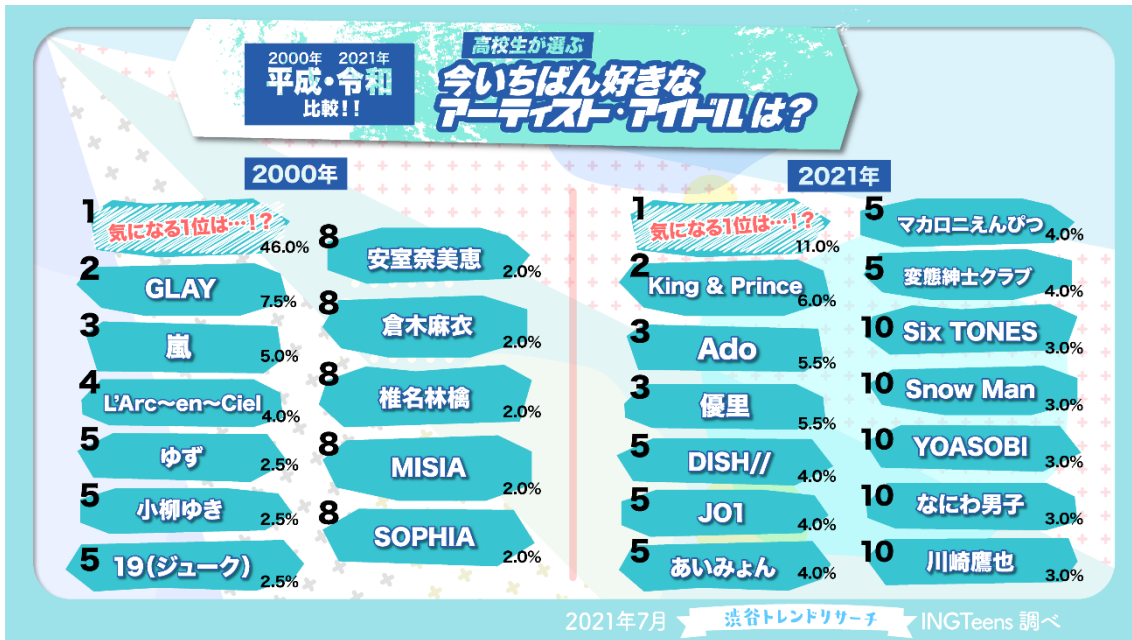 2000年 2021年
平成・令和
比較!!
高校生が選ぶ
今いちばん好きな
アーティスト・アイドルは?
2000年
1 気になる1位は…!? 46.0%
2 GLAY 7.5%
3 嵐 5.0%
4 L'Arc〜en〜Ciel 4.0%
5 ゆず 2.5%
5 小柳ゆき 2.5%
5 19(ジューク) 2.5%
8 安室奈美恵 2.0%
8 倉木麻衣 2.0%
8 椎名林檎 2.0%
8 MISIA 2.0%
8 SOPHIA 2.0%
2021年
1 気になる1位は…!? 11.0%
2 King & Prince 6.0%
3 Ado 5.5%
3 優里 5.5%
5 DISH// 4.0%
5 JO1 4.0%
5 あいみょん 4.0%
5 マカロニえんぴつ 4.0%
5 変態紳士クラブ 4.0%
10 Six TONES 3.0%
10 Snow Man 3.0%
10 YOASOBI 3.0%
10 なにわ男子 3.0%
10 川崎鷹也 3.0%
2021年7月 渋谷トレンドリサーチ INGTeens 調べ